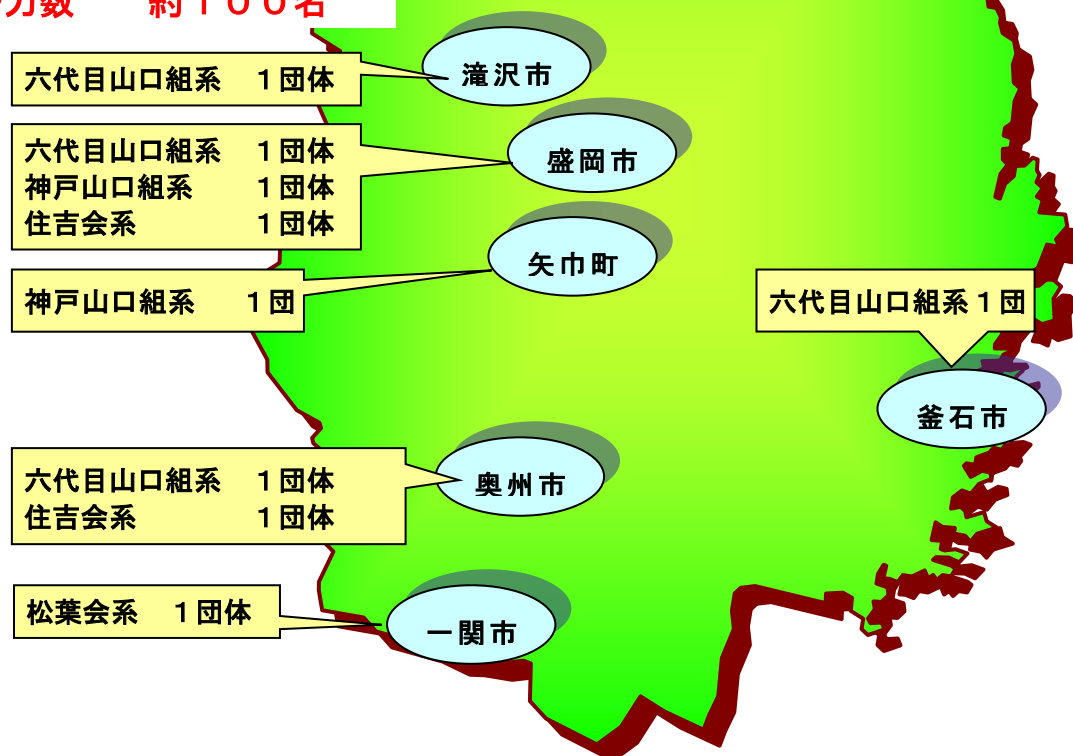 力数　約１００名
滝沢市
六代目山口組系　１団体
盛岡市
六代目山口組系　１団体
神戸山口組系　１団体
住吉会系　１団体
矢巾町
神戸山口組系　１団
六代目山口組系１団
釜石市
奥州市
六代目山口組系　１団体
住吉会系　１団体
松葉会系　１団体
一関市